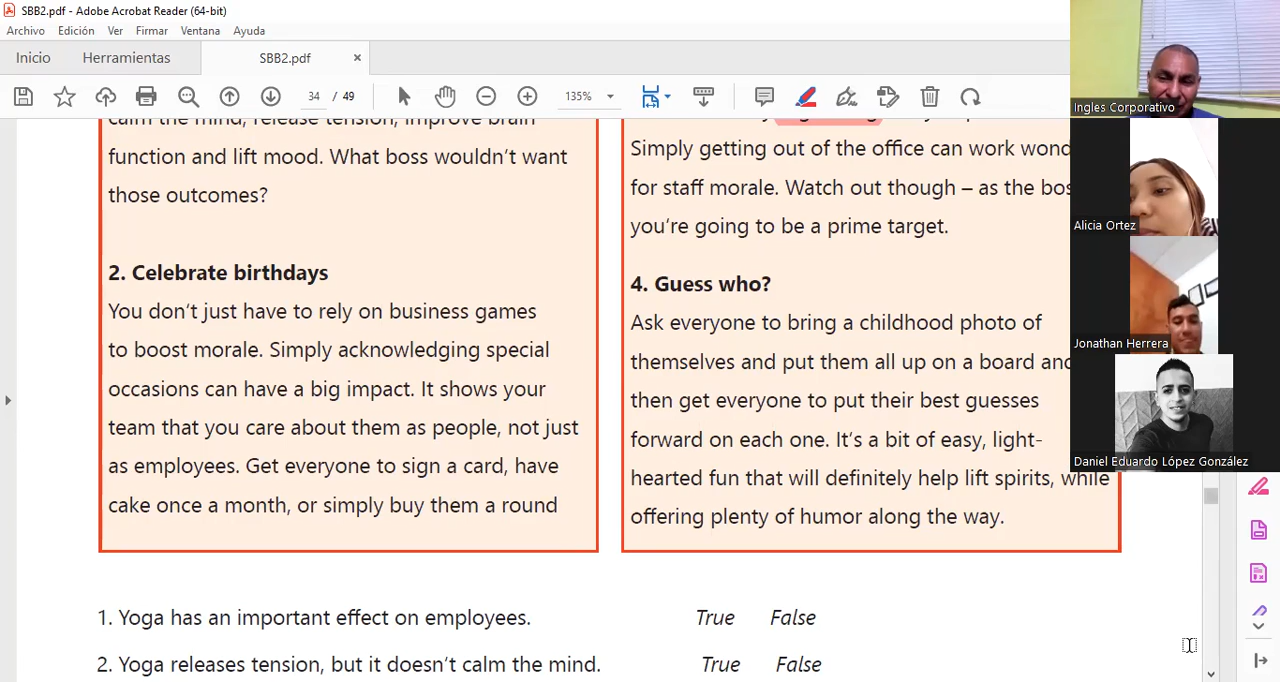 SBB2.pdf - Adobe Acrobat Reader (64-bit)
Archivo Edición Ver Firmar Ventana Ayuda
Inicio Herramientas SBB2.pdf ×
34 / 49 135%
calm the mind, release tension, improve brain
function and lift mood. What boss wouldn't want
those outcomes?
2. Celebrate birthdays
You don't just have to rely on business games
to boost morale. Simply acknowledging special
occasions can have a big impact. It shows your
team that you care about them as people, not just
as employees. Get everyone to sign a card, have
cake once a month, or simply buy them a round
Simply getting out of the office can work wond
for staff morale. Watch out though – as the bos
you're going to be a prime target.
4. Guess who?
Ask everyone to bring a childhood photo of
themselves and put them all up on a board and
then get everyone to put their best guesses
forward on each one. It's a bit of easy, light-
hearted fun that will definitely help lift spirits, while
offering plenty of humor along the way.
1. Yoga has an important effect on employees. True False
2. Yoga releases tension, but it doesn't calm the mind. True False
Ingles Corporativo
Alicia Ortez
Jonathan Herrera
Daniel Eduardo López González